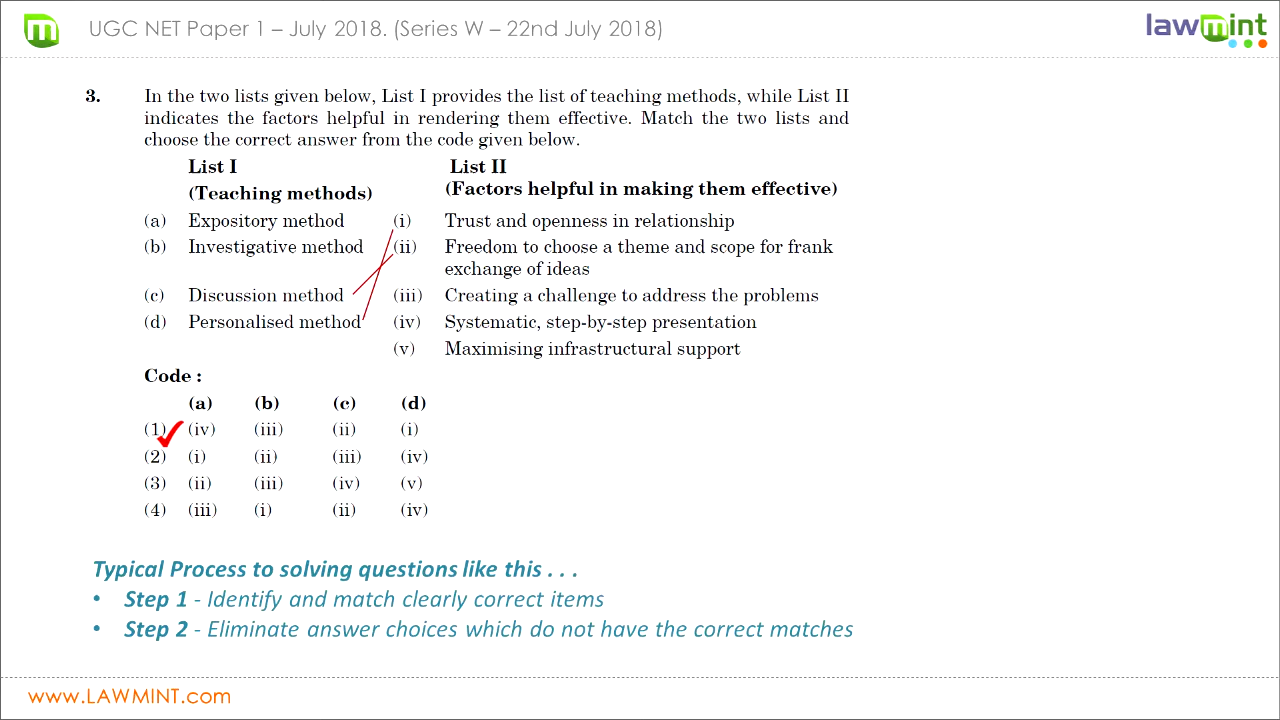 m UGC NET Paper 1 – July 2018. (Series W – 22nd July 2018) lawmint
3. In the two lists given below, List I provides the list of teaching methods, while List II
indicates the factors helpful in rendering them effective. Match the two lists and
choose the correct answer from the code given below.
List I List II
(Teaching methods) (Factors helpful in making them effective)
(a) Expository method (i) Trust and openness in relationship
(b) Investigative method (ii) Freedom to choose a theme and scope for frank
exchange of ideas
(c) Discussion method (iii) Creating a challenge to address the problems
(d) Personalised method (iv) Systematic, step-by-step presentation
(v) Maximising infrastructural support
Code :
(a) (b) (c) (d)
(1) (iv) (iii) (ii) (i)
(2) (i) (ii) (iii) (iv)
(3) (ii) (iii) (iv) (v)
(4) (iii) (i) (ii) (iv)
Typical Process to solving questions like this . . .
• Step 1 - Identify and match clearly correct items
• Step 2 - Eliminate answer choices which do not have the correct matches
www.LAWMINT.com